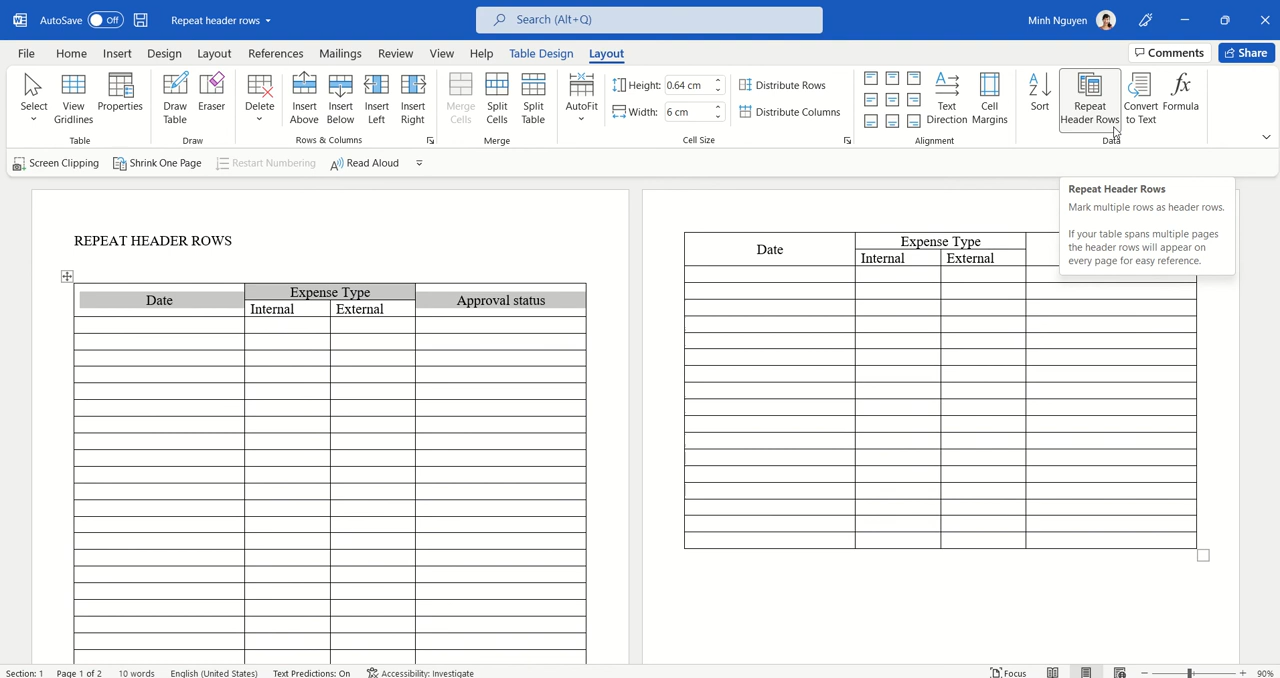 AutoSave Off Repeat header rows Search (Alt+Q) Minh Nguyen
File Home Insert Design Layout References Mailings Review View Help Table Design Layout Comments Share
Select View Gridlines Properties
Table
Draw Table Eraser
Draw
Delete Insert Above Insert Below Insert Left Insert Right
Rows & Columns
Merge Cells Split Cells Split Table
Merge
AutoFit Height: 0.64 cm Distribute Rows
Width: 6 cm Distribute Columns
Cell Size
Text Direction Cell Margins
Alignment
Sort Repeat Header Rows Convert to Text Formula
Data
Screen Clipping Shrink One Page Restart Numbering Read Aloud
Repeat Header Rows
Mark multiple rows as header rows.
If your table spans multiple pages
the header rows will appear on
every page for easy reference.
REPEAT HEADER ROWS
Date Expense Type Approval status
Internal External
Date Expense Type
Internal External
Section: 1 Page 1 of 2 10 words English (United States) Text Predictions: On Accessibility: Investigate Focus 90%